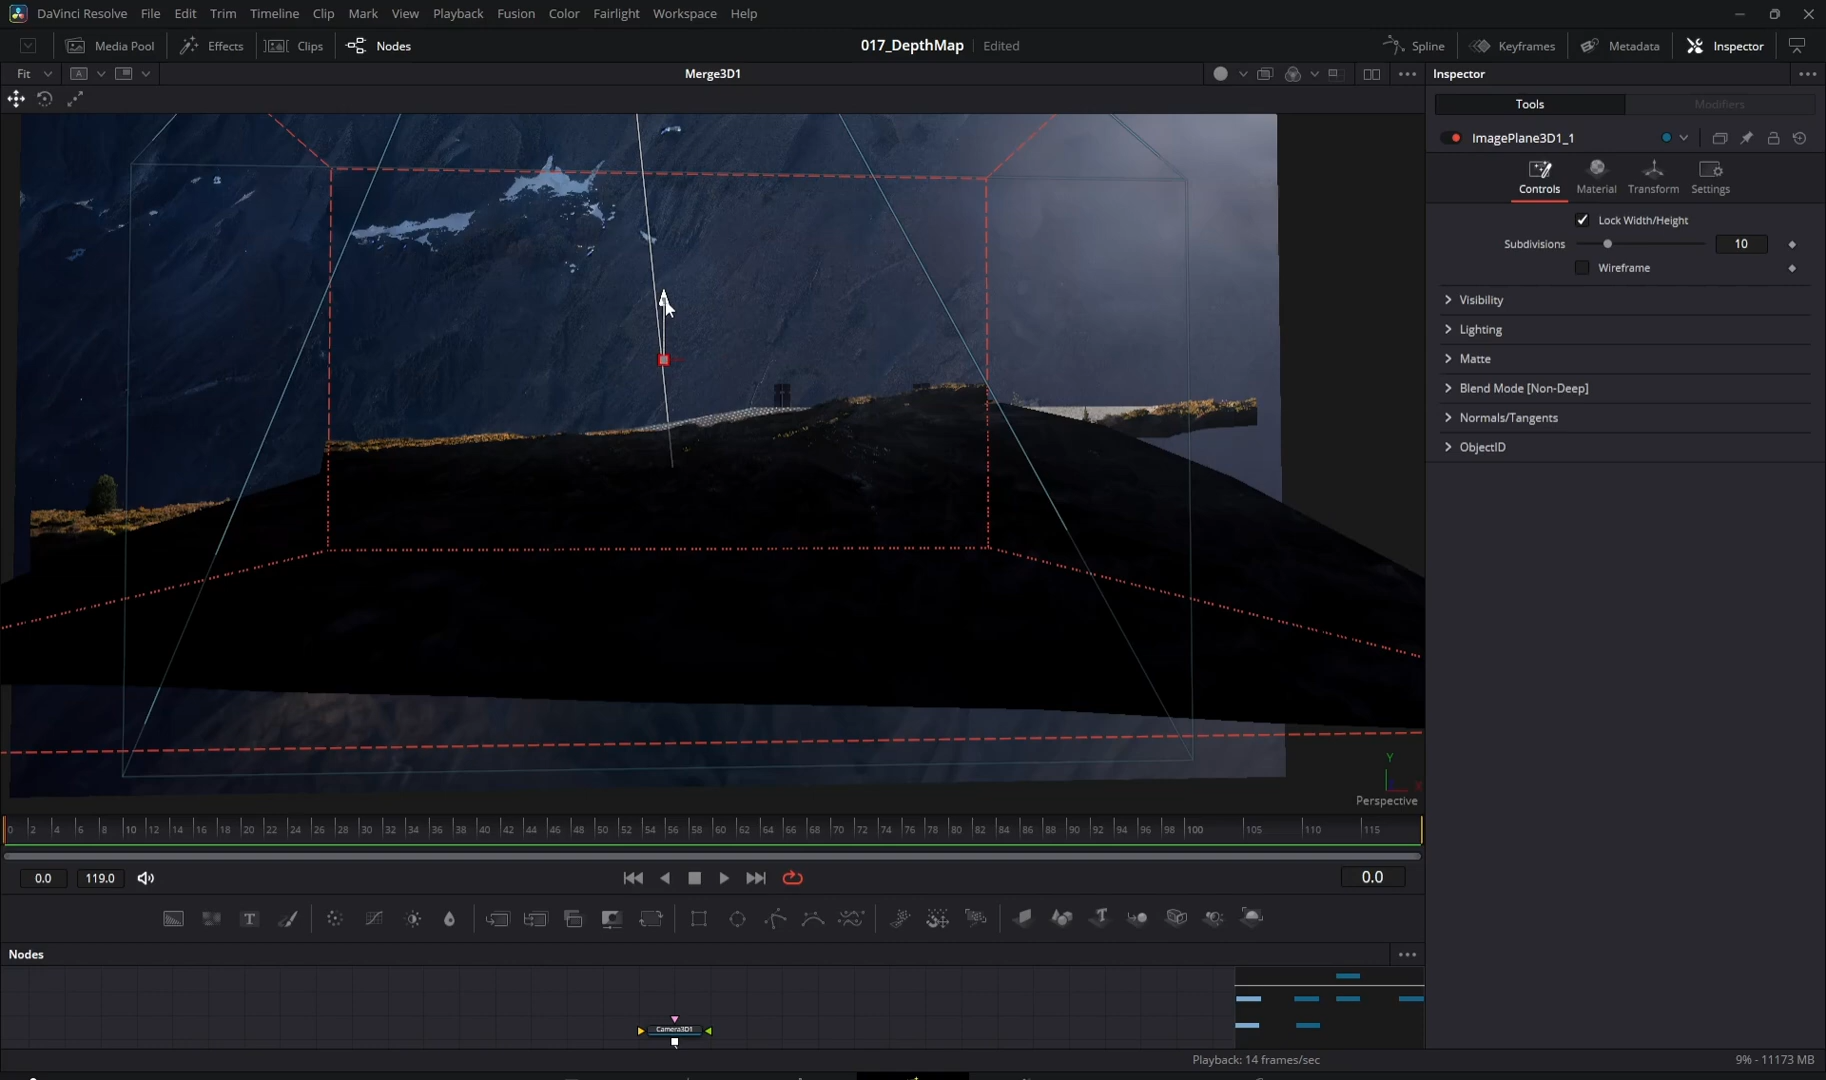 DaVinci Resolve File Edit Trim Timeline Clip Mark View Playback Fusion Color Fairlight Workspace Help
Media Pool Effects Clips Nodes 017_DepthMap Edited Spline Keyframes Metadata Inspector
Fit A Merge3D1 Inspector
Tools Modifiers
ImagePlane3D1_1
Controls Material Transform Settings
Lock Width/Height
Subdivisions 10
Wireframe
Visibility
Lighting
Matte
Blend Mode [Non-Deep]
Normals/Tangents
ObjectID
Y
X
Perspective
0 2 4 6 8 10 12 14 16 18 20 22 24 26 28 30 32 34 36 38 40 42 44 46 48 50 52 54 56 58 60 62 64 66 68 70 72 74 76 78 80 82 84 86 88 90 92 94 96 98 100 105 110 115
0.0 119.0 0.0
T T
Nodes
Camera3D1
Playback: 14 frames/sec 9% - 11173 MB